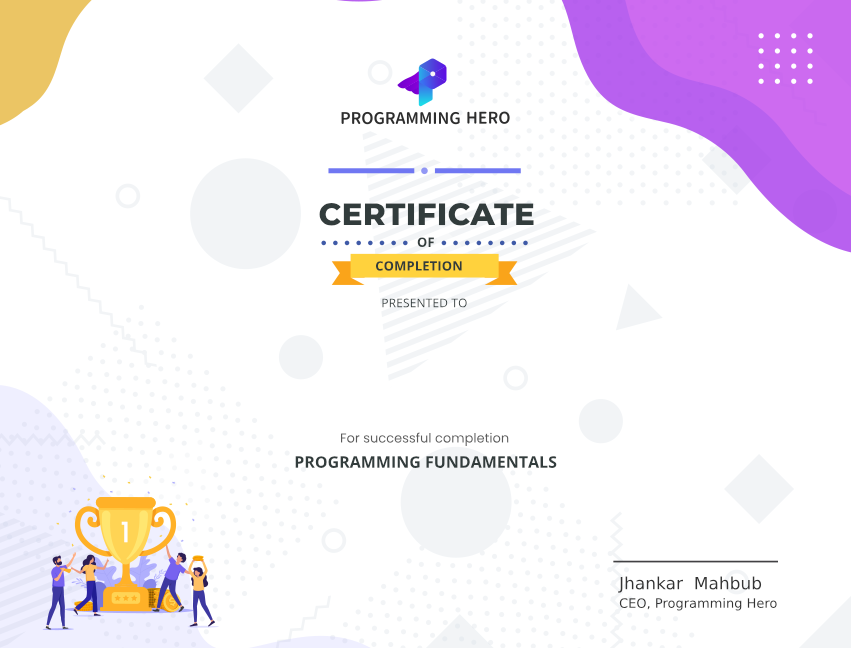 PROGRAMMING HERO
CERTIFICATE
OF
COMPLETION
PRESENTED TO
For successful completion
PROGRAMMING FUNDAMENTALS
1
Jhankar Mahbub
CEO, Programming Hero